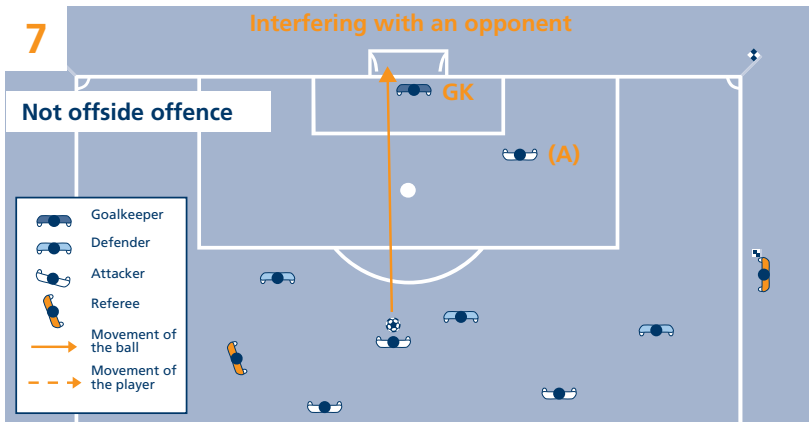 7
Interfering with an opponent
GK
Not offside offence
(A)
Goalkeeper
Defender
Attacker
Referee
Movement of
the ball
Movement of
the player